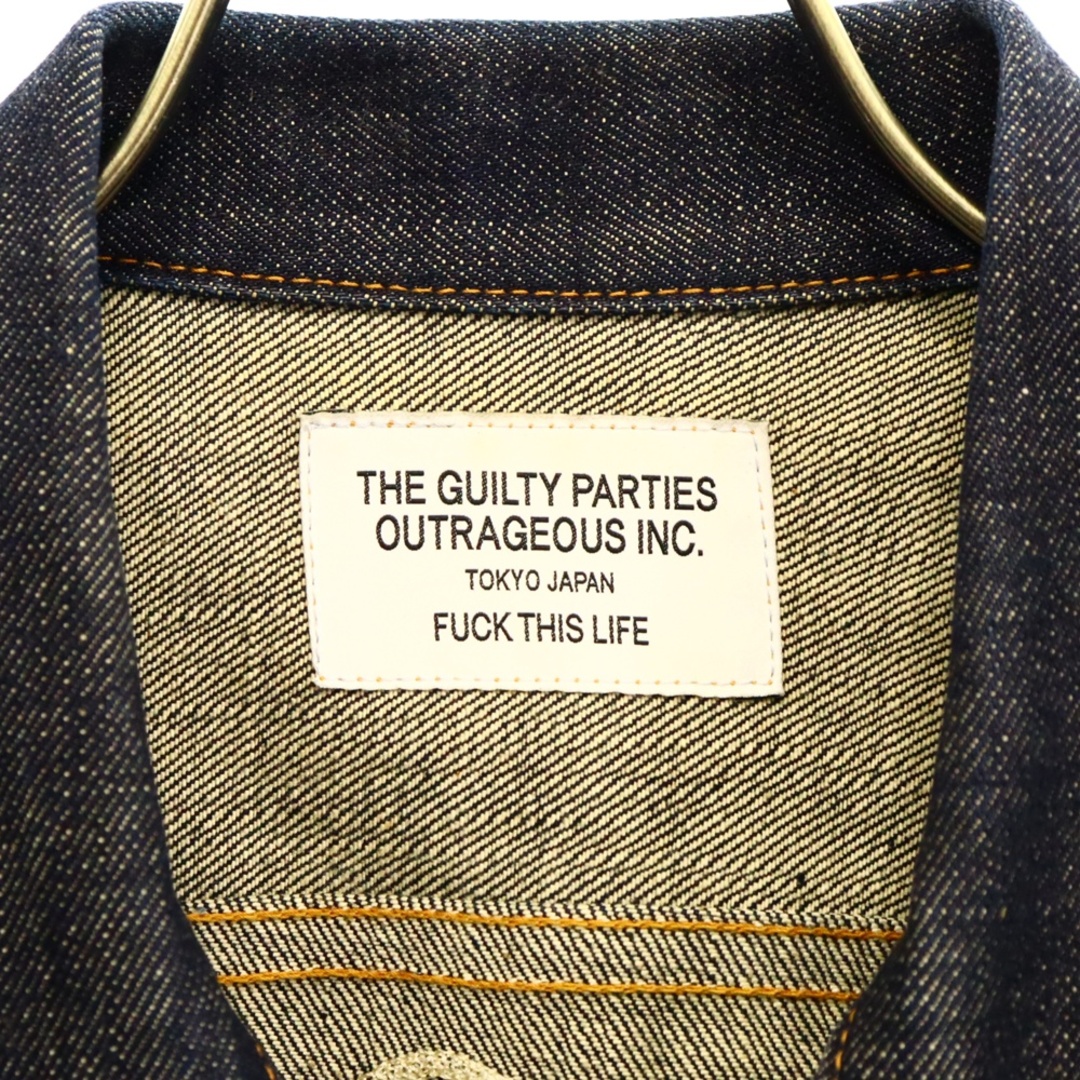 THE GUILTY PARTIES
OUTRAGEOUS INC.
TOKYO JAPAN
FUCK THIS LIFE